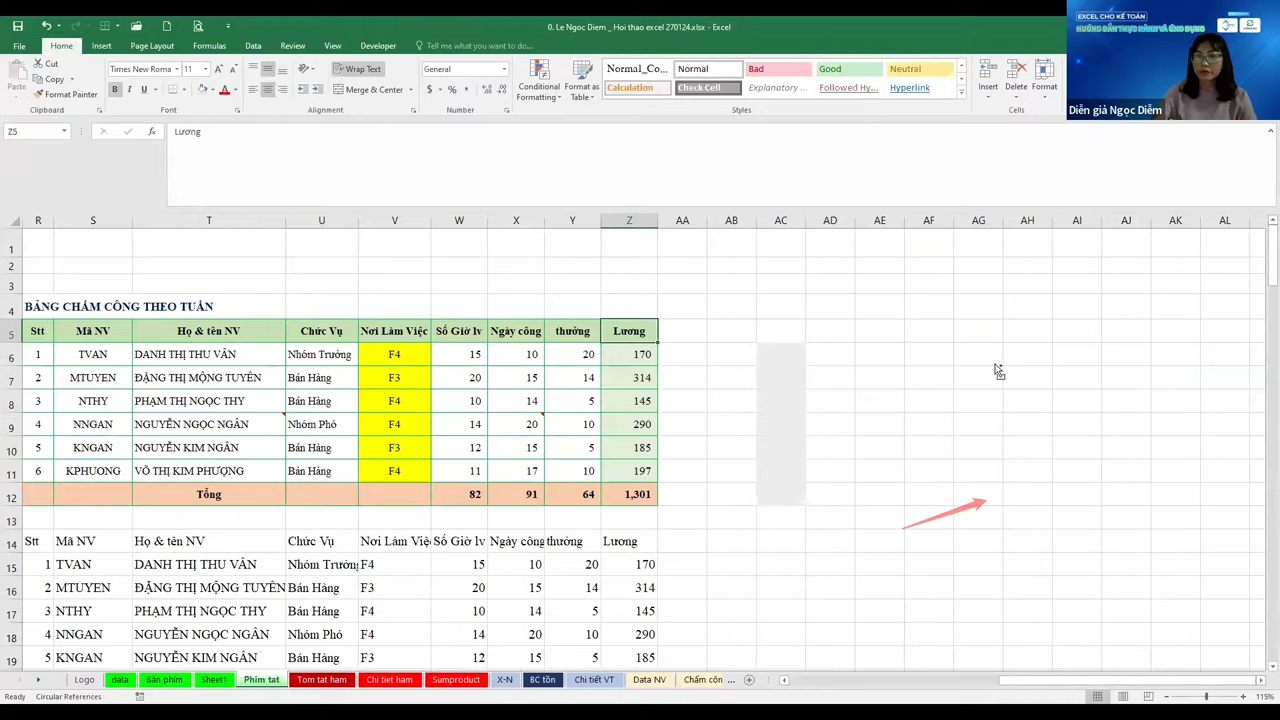 0. Le Ngoc Diem _ Hoi thao excel 270124.xlsx - Excel
EXCEL CHO KẾ TOÁN
HƯỚNG DẪN THỰC HÀNH VÀ ỨNG DỤNG
Diễn giả Ngọc Diễm
File Home Insert Page Layout Formulas Data Review View Developer Tell me what you want to do...
Paste Cut Copy Format Painter
Clipboard
Times New Roma 11
B I U
Font
Wrap Text
Merge & Center
Alignment
General
$ % ,
Number
Conditional Formatting
Format as Table
Normal_Co... Normal Bad Good Neutral
Calculation Check Cell Explanatory ... Followed Hy... Hyperlink
Styles
Insert Delete Format
Cells
Z5 fx Lương
R S T U V W X Y Z AA AB AC AD AE AF AG AH AI AJ AK AL
1
2
3
4 BẢNG CHẤM CÔNG THEO TUẦN
5 Stt Mã NV Họ & tên NV Chức Vụ Nơi Làm Việc Số Giờ lv Ngày công thưởng Lương
6 1 TVAN DANH THỊ THU VÂN Nhóm Trưởng F4 15 10 20 170
7 2 MTUYEN ĐẶNG THỊ MỘNG TUYÊN Bán Hàng F3 20 15 14 314
8 3 NTHY PHẠM THỊ NGỌC THY Bán Hàng F4 10 14 5 145
9 4 NNGAN NGUYỄN NGỌC NGÂN Nhóm Phó F4 14 20 10 290
10 5 KNGAN NGUYỄN KIM NGÂN Bán Hàng F3 12 15 5 185
11 6 KPHUONG VÕ THỊ KIM PHƯỢNG Bán Hàng F4 11 17 10 197
12 Tổng 82 91 64 1,301
13
14 Stt Mã NV Họ & tên NV Chức Vụ Nơi Làm Việc Số Giờ lv Ngày công thưởng Lương
15 1 TVAN DANH THỊ THU VÂN Nhóm Trưởng F4 15 10 20 170
16 2 MTUYEN ĐẶNG THỊ MỘNG TUYÊN Bán Hàng F3 20 15 14 314
17 3 NTHY PHẠM THỊ NGỌC THY Bán Hàng F4 10 14 5 145
18 4 NNGAN NGUYỄN NGỌC NGÂN Nhóm Phó F4 14 20 10 290
19 5 KNGAN NGUYỄN KIM NGÂN Bán Hàng F3 12 15 5 185
Logo data Bàn phím Sheet1 Phim tat Tom tat ham Chi tiet ham Sumproduct X-N BC tồn Chi tiết VT Data NV Chấm côn ...
Ready Circular References 115%